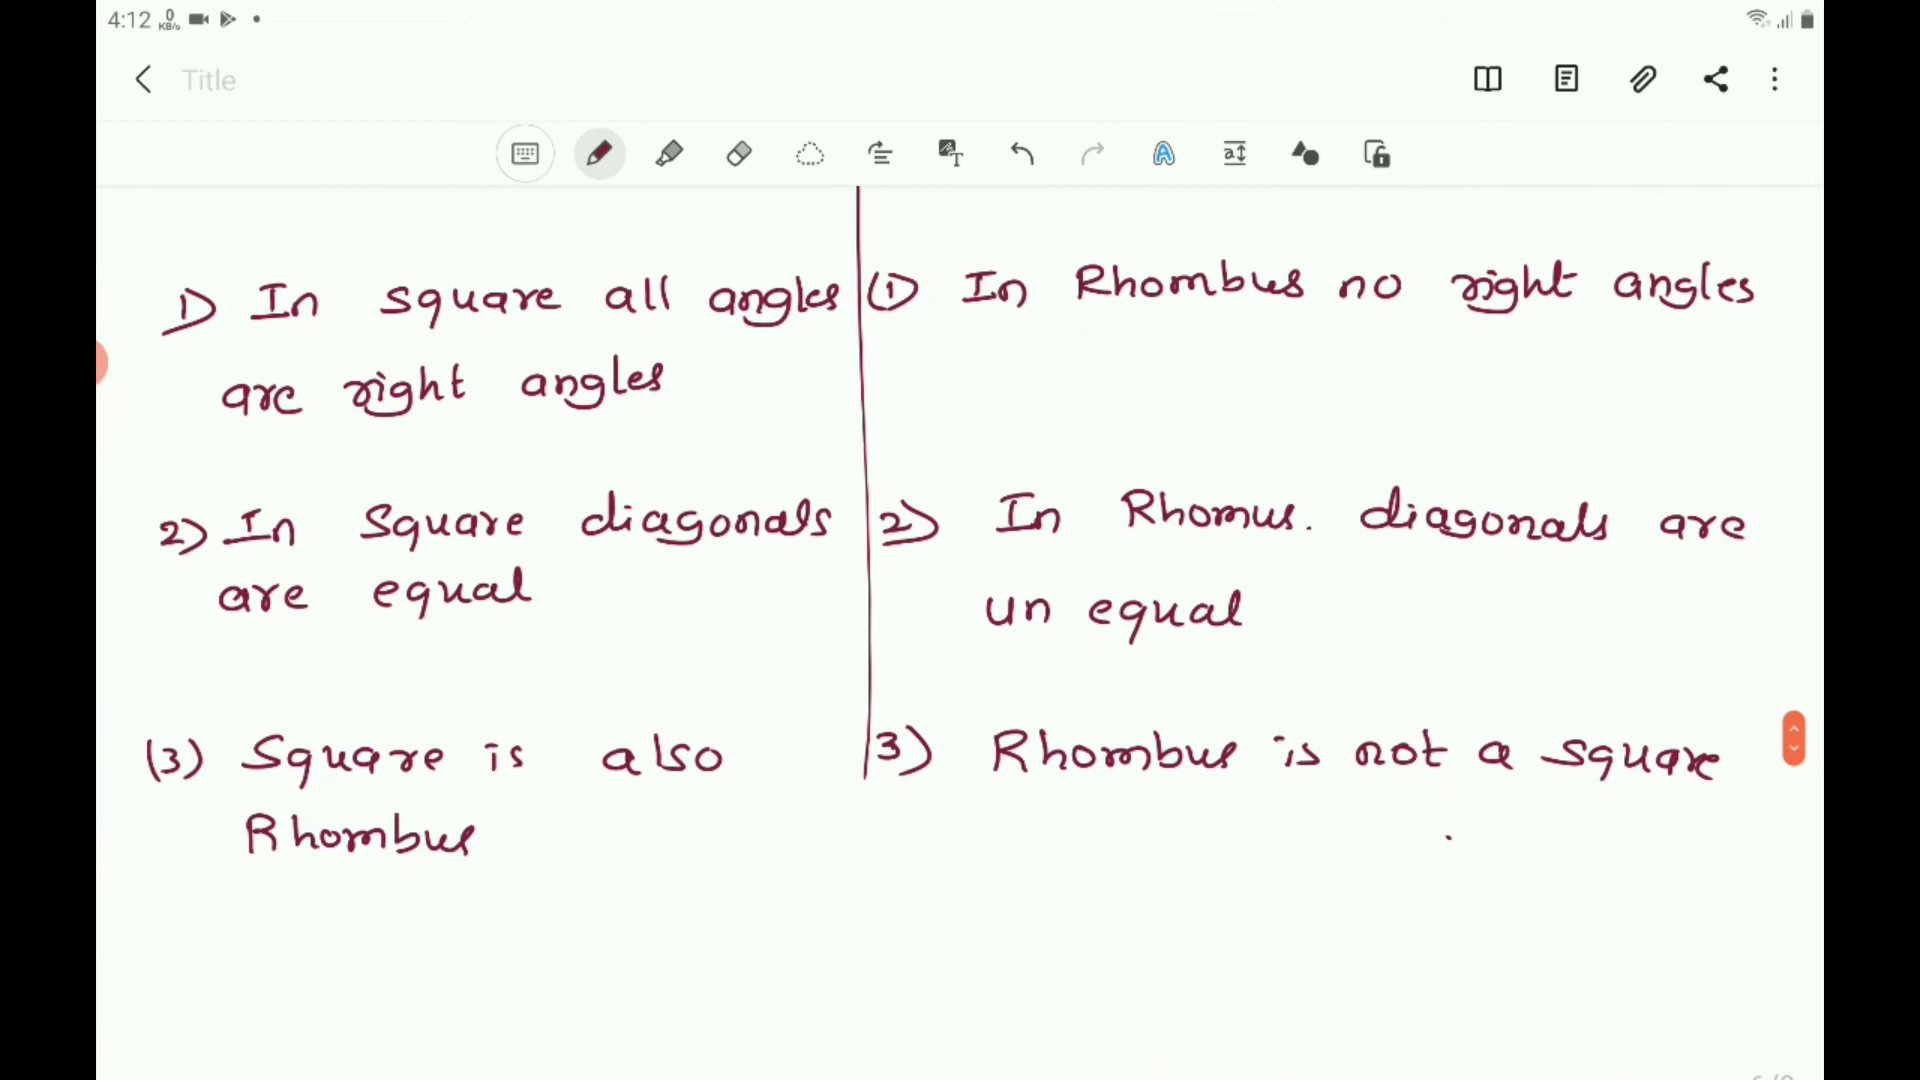 4:12 0 KB/s
Title
1) In square all angles
are right angles
2) In Square diagonals
are equal
(3) Square is also
Rhombus
(1) In Rhombus no right angles
2) In Rhomus. diagonals are
un equal
3) Rhombus is not a square